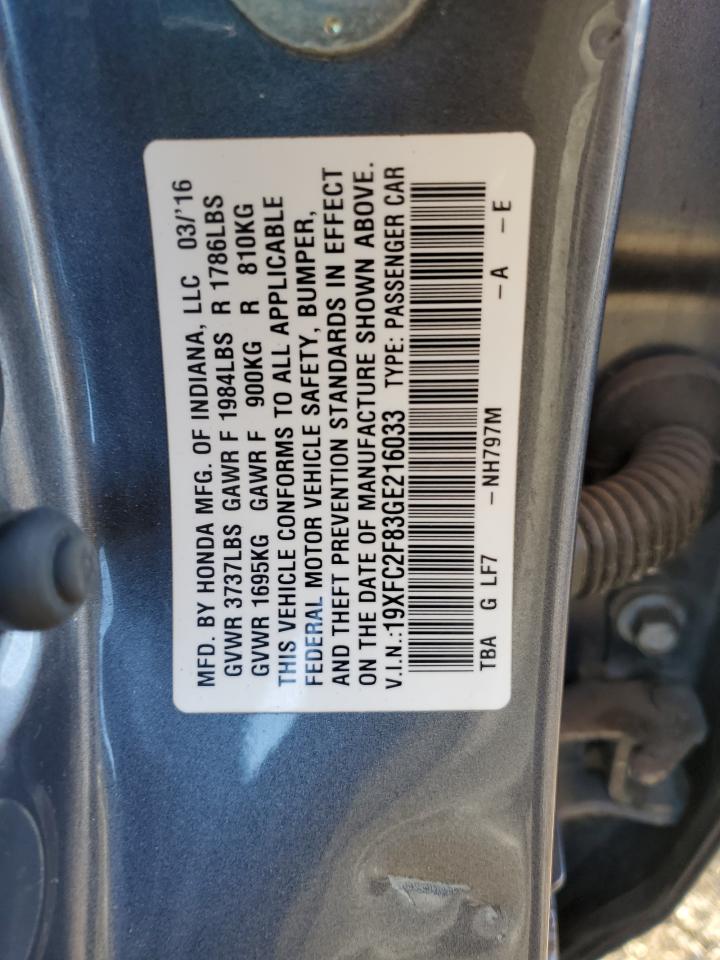 MFD. BY HONDA MFG. OF INDIANA, LLC 03/'16
GVWR 3737LBS GAWR F 1984LBS R 1786LBS
GVWR 1695KG GAWR F 900KG R 810KG
THIS VEHICLE CONFORMS TO ALL APPLICABLE
FEDERAL MOTOR VEHICLE SAFETY, BUMPER,
AND THEFT PREVENTION STANDARDS IN EFFECT
ON THE DATE OF MANUFACTURE SHOWN ABOVE.
V.I.N.:19XFC2F83GE216033 TYPE: PASSENGER CAR
TBA G LF7 -NH797M -A -E